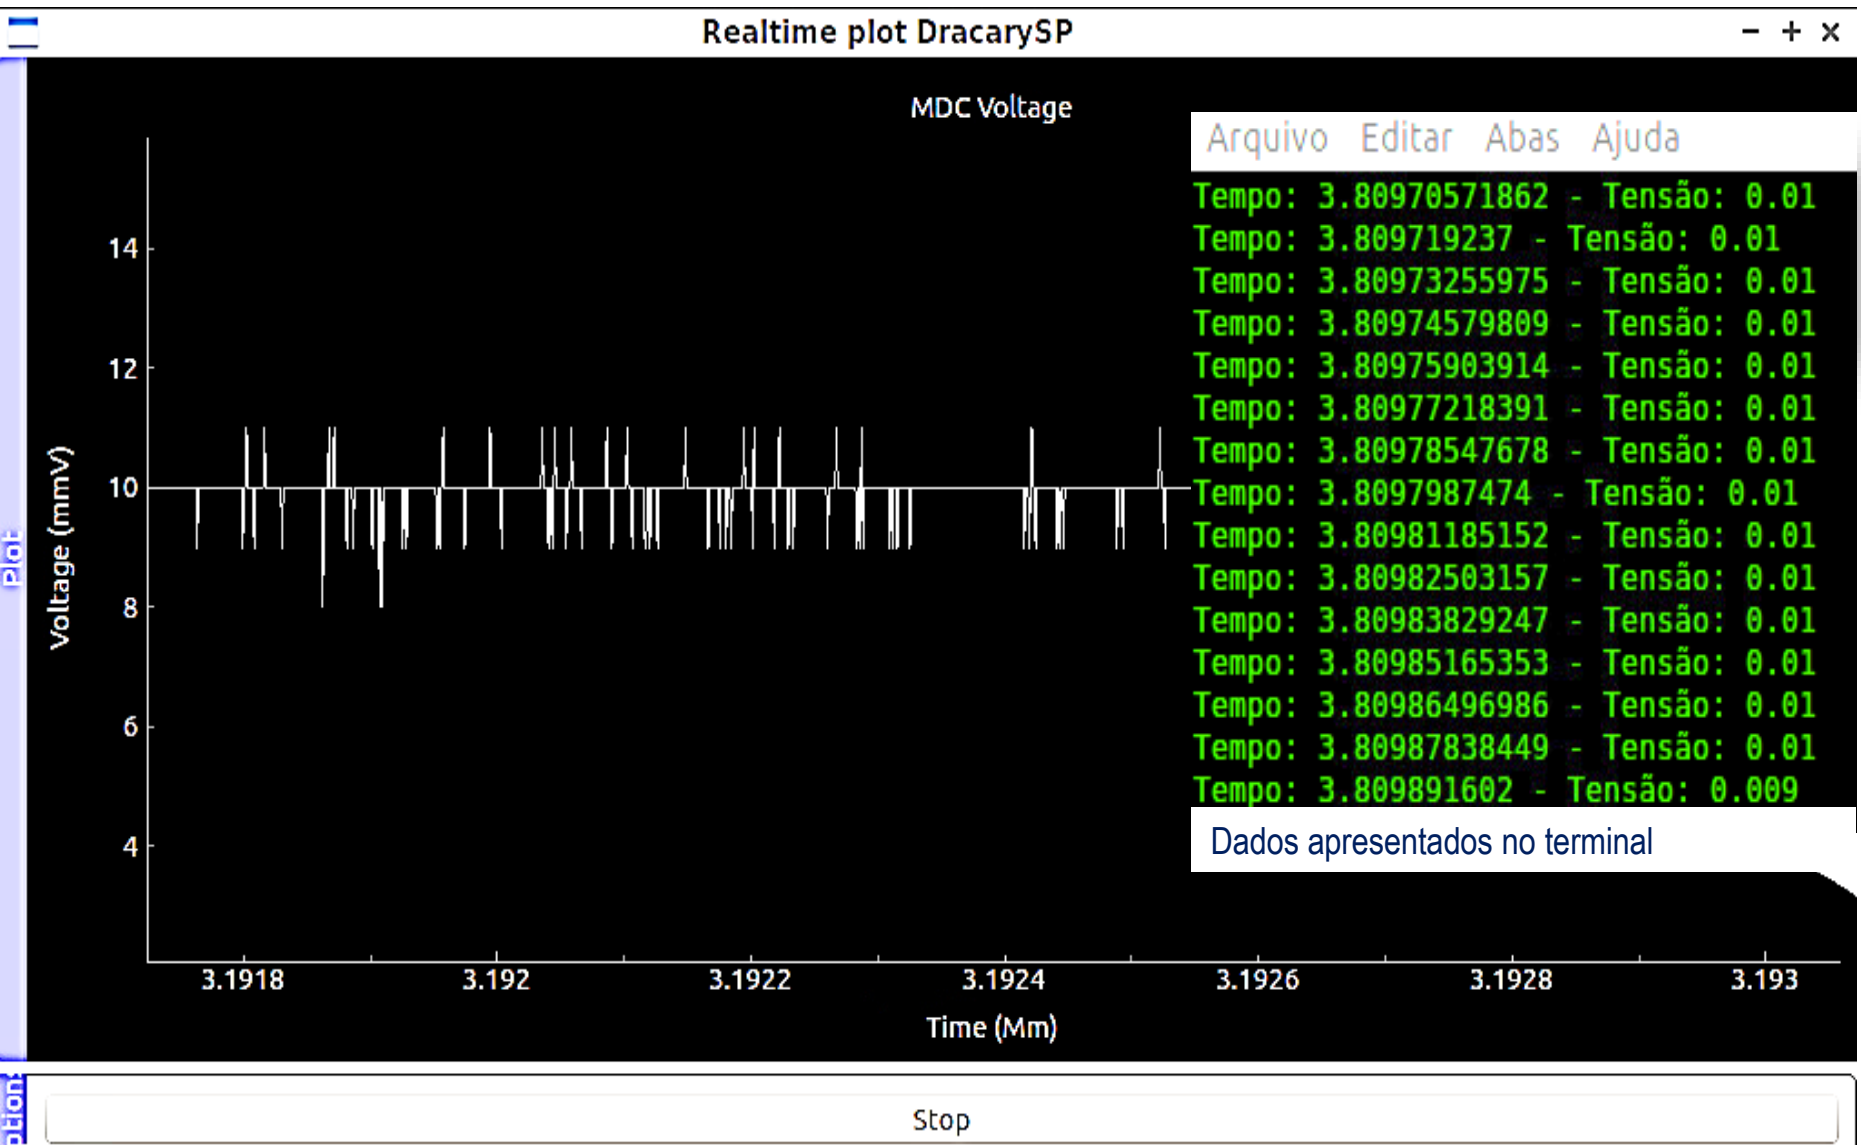 Realtime plot DracarySP
MDC Voltage
Arquivo Editar Abas Ajuda
Tempo: 3.80970571862 - Tensão: 0.01
Tempo: 3.809719237 - Tensão: 0.01
Tempo: 3.80973255975 - Tensão: 0.01
Tempo: 3.80974579809 - Tensão: 0.01
Tempo: 3.80975903914 - Tensão: 0.01
Tempo: 3.80977218391 - Tensão: 0.01
Tempo: 3.80978547678 - Tensão: 0.01
Tempo: 3.8097987474 - Tensão: 0.01
Tempo: 3.80981185152 - Tensão: 0.01
Tempo: 3.80982503157 - Tensão: 0.01
Tempo: 3.80983829247 - Tensão: 0.01
Tempo: 3.80985165353 - Tensão: 0.01
Tempo: 3.80986496986 - Tensão: 0.01
Tempo: 3.80987838449 - Tensão: 0.01
Tempo: 3.809891602 - Tensão: 0.009
Dados apresentados no terminal
Plot
Voltage (mmV)
14
12
10
8
6
4
3.1918 3.192 3.1922 3.1924 3.1926 3.1928 3.193
Time (Mm)
Stop